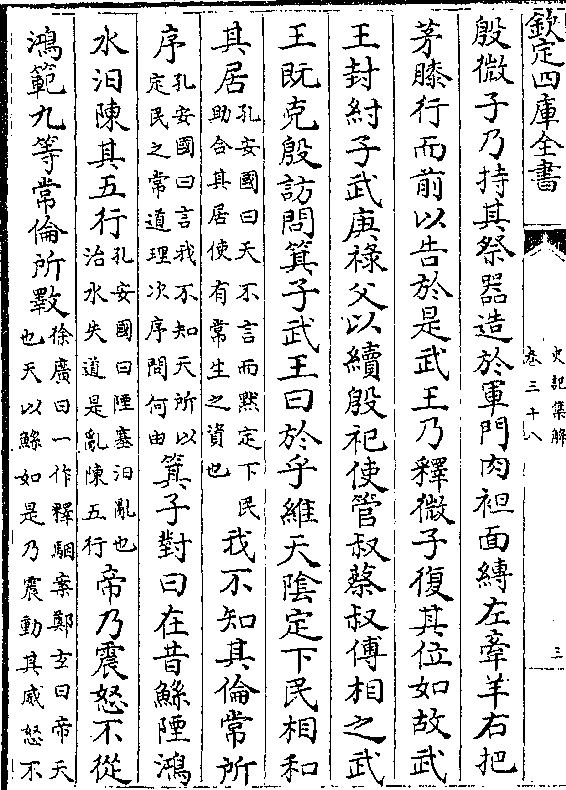 欽定四庫全書
史記集解
卷三十八
三
殷微子乃持其祭器造於軍門肉袒面縛左牽羊右把
茅膝行而前以告於是武王乃釋微子復其位如故武
王封紂子武庚祿父以續殷祀使管叔蔡叔傅相之武
王既克殷訪問箕子武王曰於乎維天隂定下民相和
其居孔安國曰天不言而黙定下民助合其居使有常生之資也我不知其倫常所
序孔安國曰言我不知天所以定民之常道理次序問何由箕子對曰在昔鯀陻鴻
水汩陳其五行孔安國曰陻塞汩亂也治水失道是亂陳五行帝乃震怒不從
鴻範九等常倫所斁徐廣曰一作釋駰案鄭玄曰帝天也天以鯀如是乃震動其威怒不